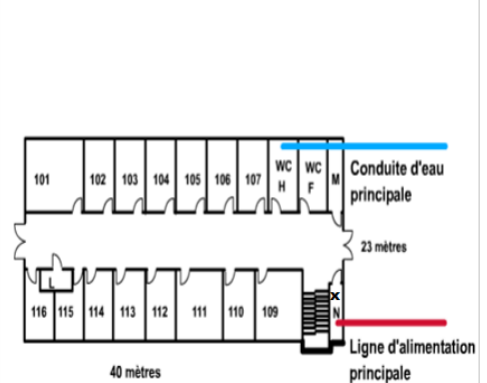 101 102 103 104 105 106 107 WC H WC F M
Conduite d'eau
principale
23 mètres
L
x
116 115 114 113 112 111 110 109 N
Ligne d'alimentation
principale
40 mètres